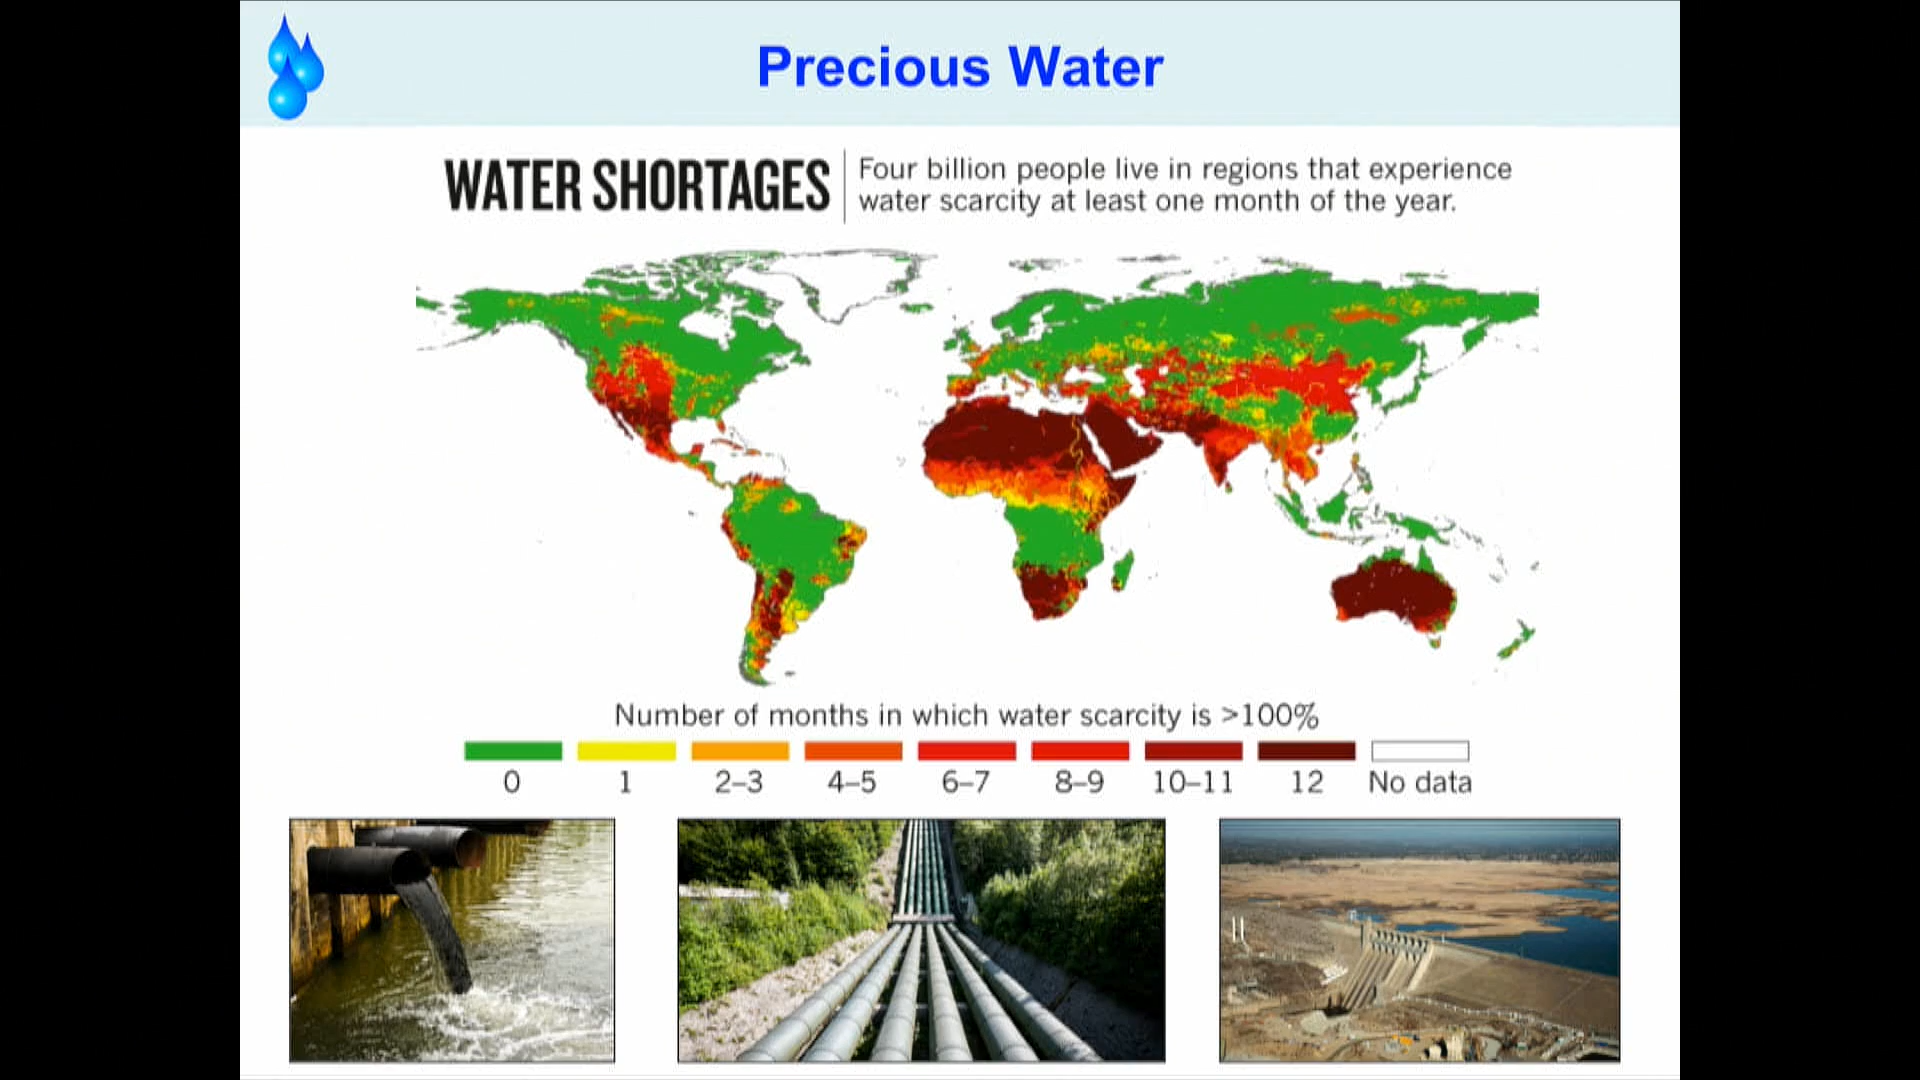 Precious Water
WATER SHORTAGES
Four billion people live in regions that experience
water scarcity at least one month of the year.
Number of months in which water scarcity is >100%
0 1 2–3 4–5 6–7 8–9 10–11 12 No data